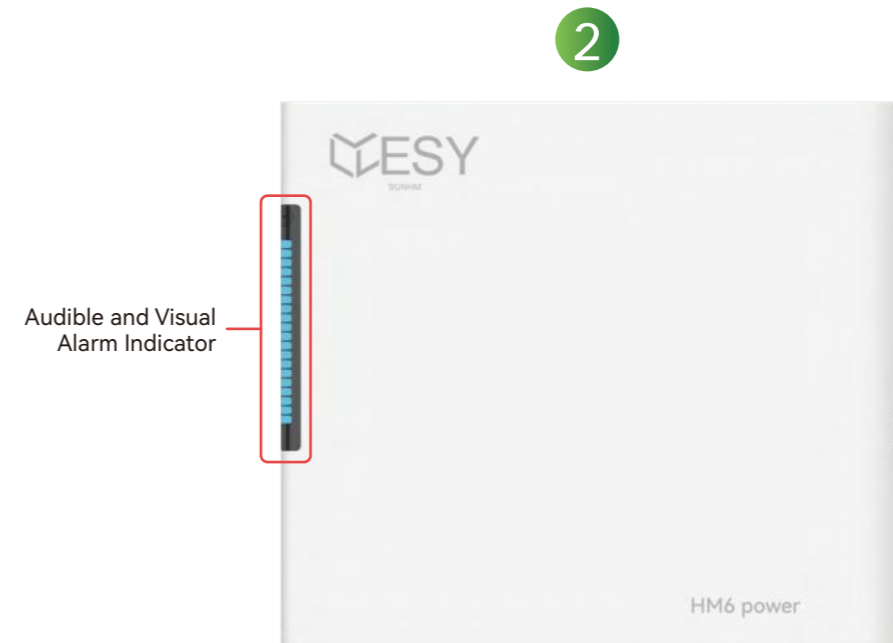 2
ESY
SUNHM
Audible and Visual
Alarm Indicator
HM6 power